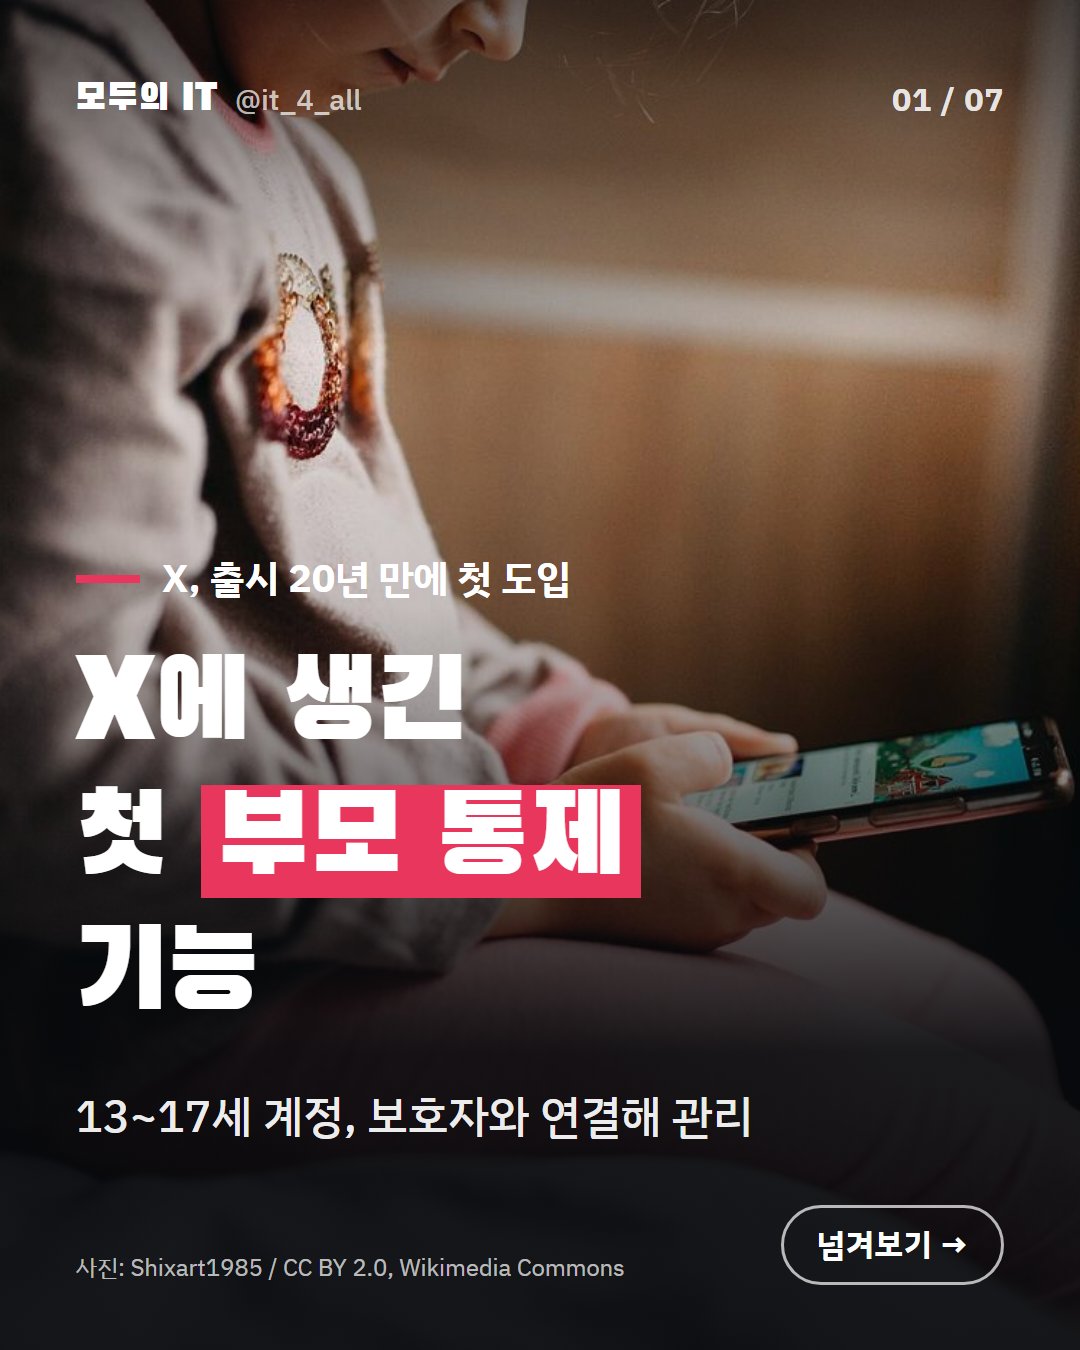 모두의 IT @it_4_all
01 / 07
X, 출시 20년 만에 첫 도입
X에 생긴
첫 부모 통제
기능
13~17세 계정, 보호자와 연결해 관리
넘겨보기 →
사진: Shixart1985 / CC BY 2.0, Wikimedia Commons